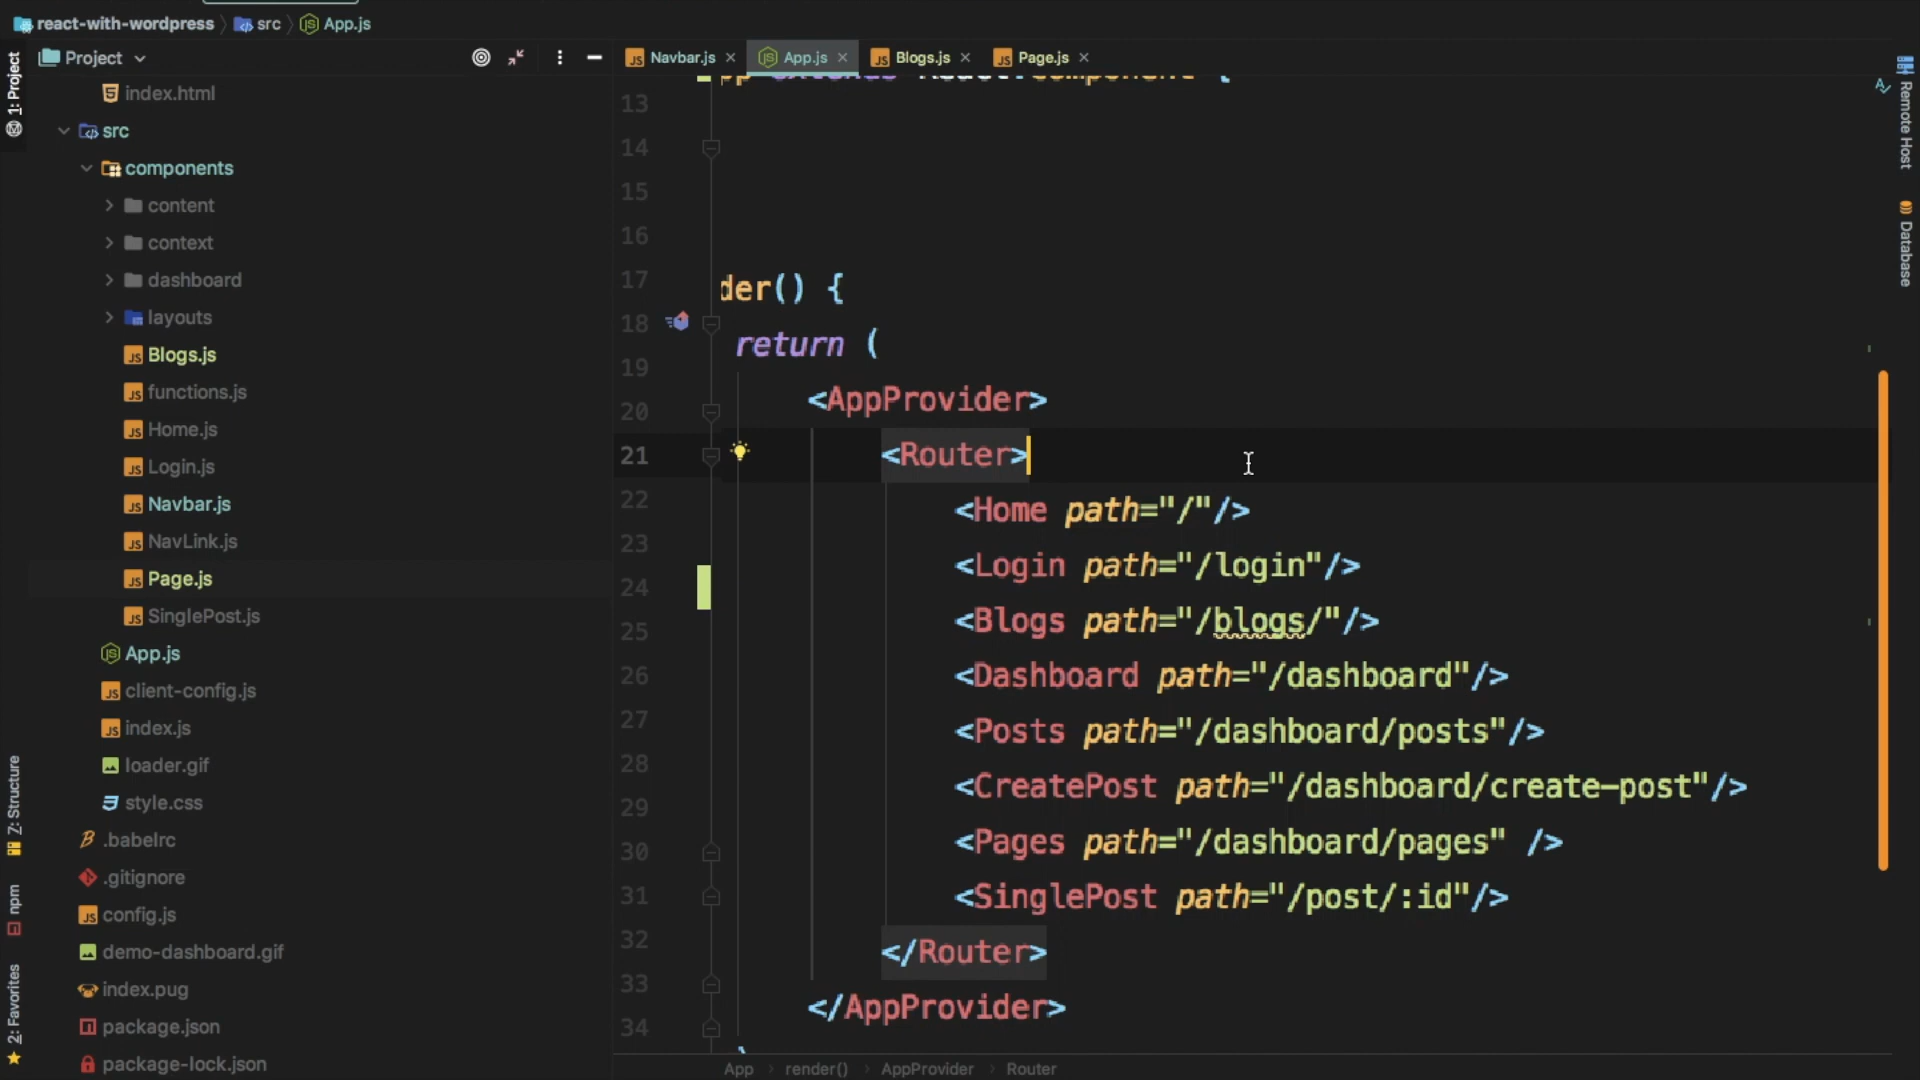 react-with-wordpress src App.js
Project
Navbar.js App.js Blogs.js Page.js
1: Project
Z: Structure
npm
2: Favorites
index.html
src
components
content
context
dashboard
layouts
Blogs.js
functions.js
Home.js
Login.js
Navbar.js
NavLink.js
Page.js
SinglePost.js
App.js
client-config.js
index.js
loader.gif
style.css
.babelrc
.gitignore
config.js
demo-dashboard.gif
index.pug
package.json
package-lock.json
13
14
15
16
17
18
19
20
21
22
23
24
25
26
27
28
29
30
31
32
33
34
pp extends React.Component {
der() {
return (
<AppProvider>
<Router>
<Home path="/"/>
<Login path="/login"/>
<Blogs path="/blogs/"/>
<Dashboard path="/dashboard"/>
<Posts path="/dashboard/posts"/>
<CreatePost path="/dashboard/create-post"/>
<Pages path="/dashboard/pages" />
<SinglePost path="/post/:id"/>
</Router>
</AppProvider>
App render() AppProvider Router
Remote Host
Database